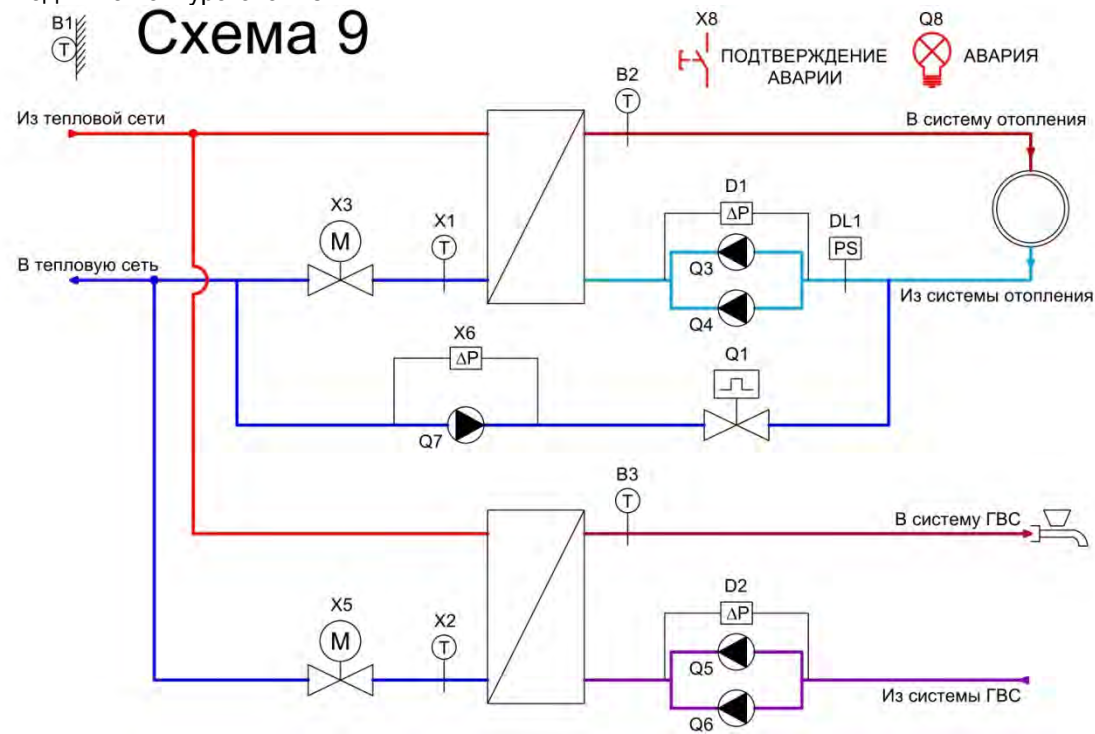 B1
T
Схема 9
X8
ПОДТВЕРЖДЕНИЕ
АВАРИИ
Q8
АВАРИЯ
Из тепловой сети
B2
T
В систему отопления
X3
M
X1
T
D1
ΔP
DL1
PS
Q3
В тепловую сеть
Из системы отопления
Q4
X6
ΔP
Q1
Q7
B3
T
В систему ГВС
X5
M
X2
T
D2
ΔP
Q5
Из системы ГВС
Q6